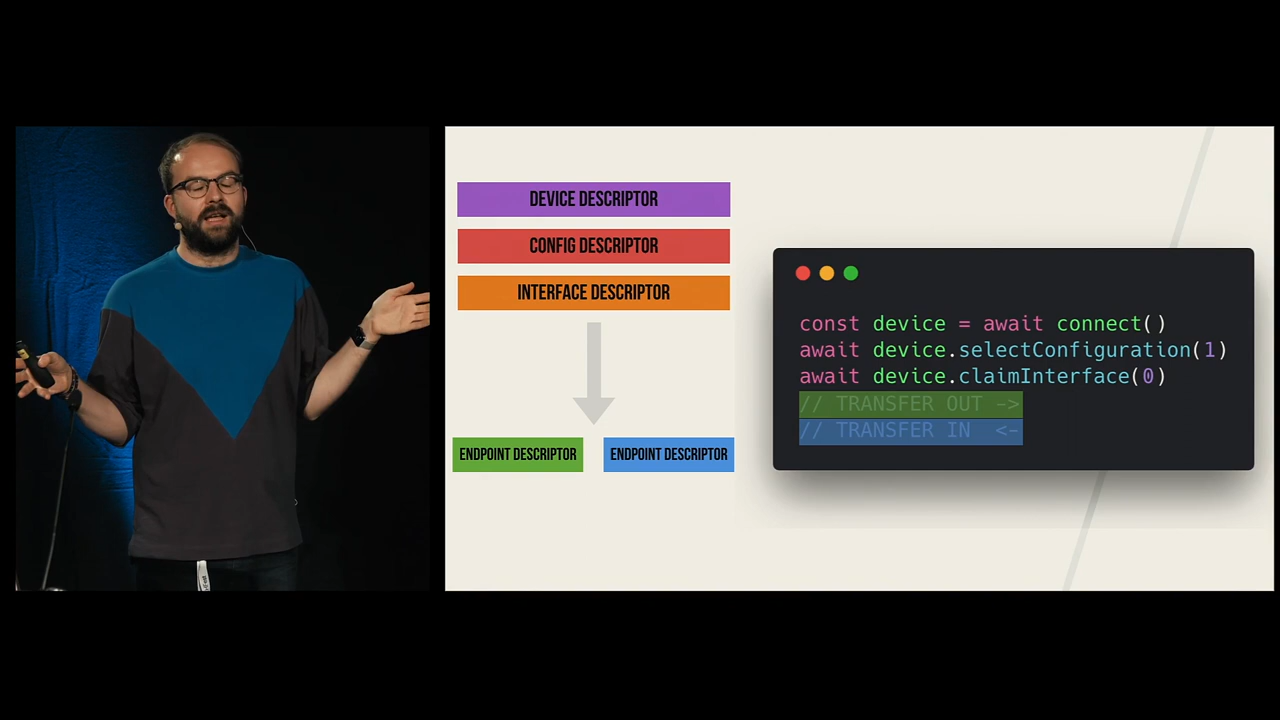 DEVICE DESCRIPTOR
CONFIG DESCRIPTOR
INTERFACE DESCRIPTOR
ENDPOINT DESCRIPTOR
ENDPOINT DESCRIPTOR
const device = await connect()
await device.selectConfiguration(1)
await device.claimInterface(0)
// TRANSFER OUT ->
// TRANSFER IN  <-